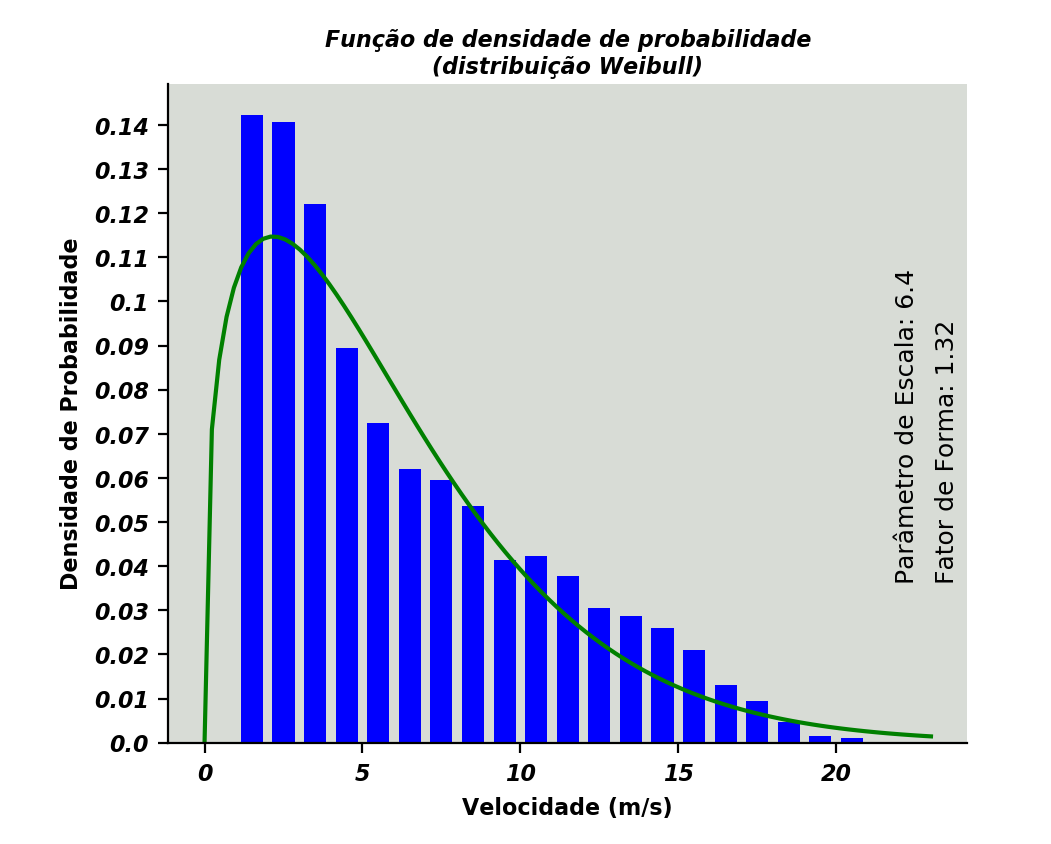 Função de densidade de probabilidade
(distribuição Weibull)
Densidade de Probabilidade
0.14
0.13
0.12
0.11
0.1
0.09
0.08
0.07
0.06
0.05
0.04
0.03
0.02
0.01
0.0
Parâmetro de Escala: 6.4
Fator de Forma: 1.32
0 5 10 15 20
Velocidade (m/s)